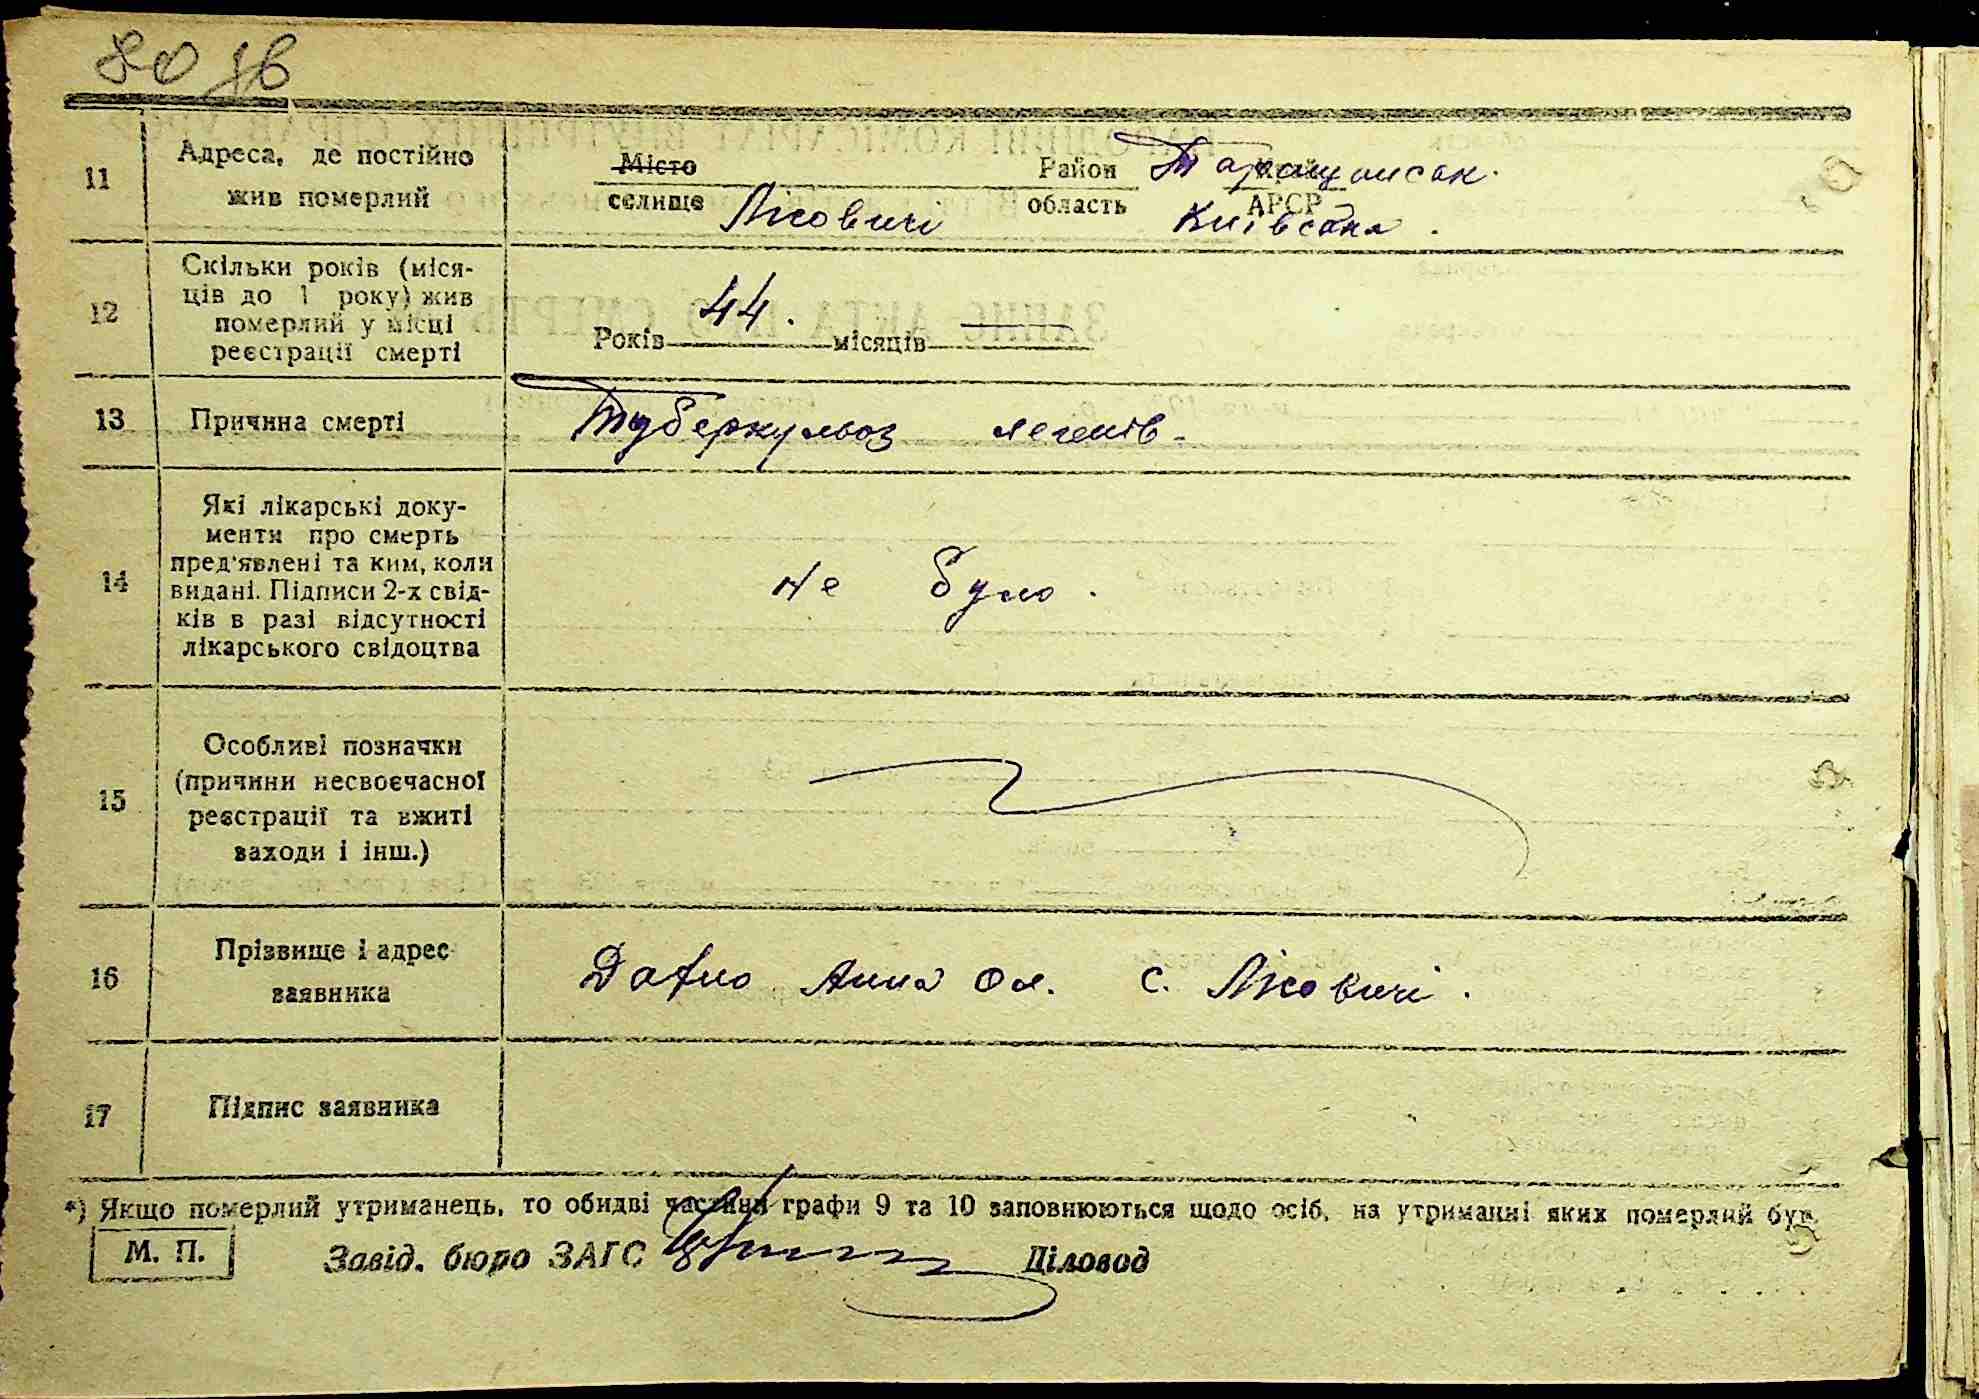 80 зв
11
Адреса, де постійно
жив померлий
Місто Район Таращанськ. Край
селище Лісовичі область АРСР Київська.
12
Скільки років (міся-
ців до 1 року) жив
померлий у місці
реєстрації смерті
Років 44. місяців —
13
Причина смерті
Туберкульоз легенів.
14
Які лікарські доку-
менти про смерть
пред'явлені та ким, коли
видані. Підписи 2-х свід-
ків в разі відсутності
лікарського свідоцтва
не було.
15
Особливі позначки
(причини несвоєчасної
реєстрації та вжиті
заходи і інш.)
16
Прізвище і адрес
заявника
Анна Ол. с. Лісовичі.
17
Підпис заявника
*) Якщо померлий утриманець, то обидві частини графи 9 та 10 заповнюються щодо осіб, на утриманні яких померлий був.
М. П.
Завід. бюро ЗАГС Діловод